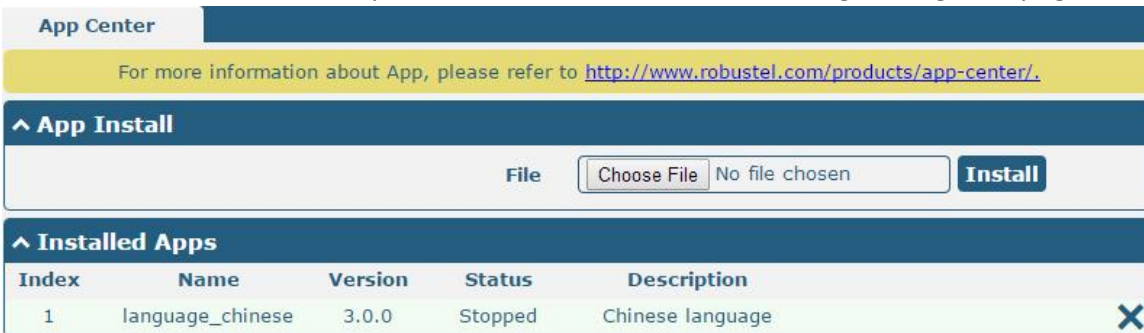 App Center
For more information about App, please refer to http://www.robustel.com/products/app-center/.
App Install
File Choose File No file chosen Install
Installed Apps
Index Name Version Status Description
1 language_chinese 3.0.0 Stopped Chinese language